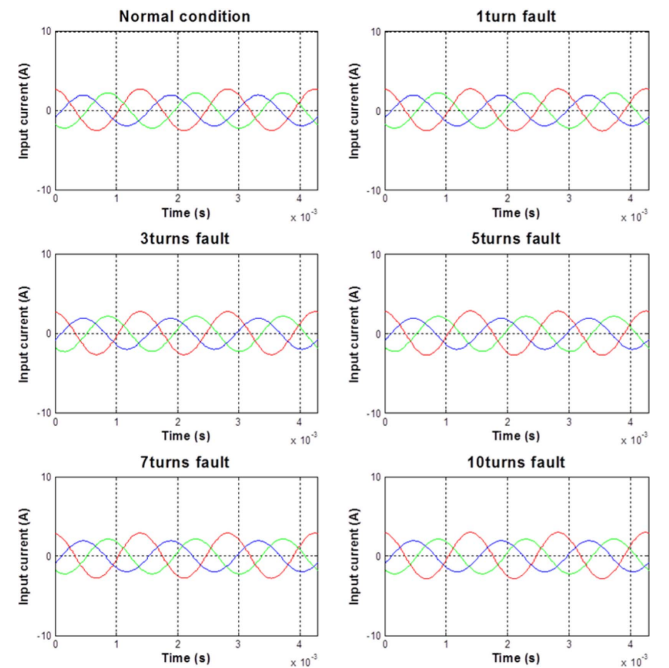 Normal condition
10
0
-10
Input current (A)
0
1
2
3
4
Time (s)
x 10-3
1turn fault
10
0
-10
Input current (A)
0
1
2
3
4
Time (s)
x 10-3
3turns fault
10
0
-10
Input current (A)
0
1
2
3
4
Time (s)
x 10-3
5turns fault
10
0
-10
Input current (A)
0
1
2
3
4
Time (s)
x 10-3
7turns fault
10
0
-10
Input current (A)
0
1
2
3
4
Time (s)
x 10-3
10turns fault
10
0
-10
Input current (A)
0
1
2
3
4
Time (s)
x 10-3